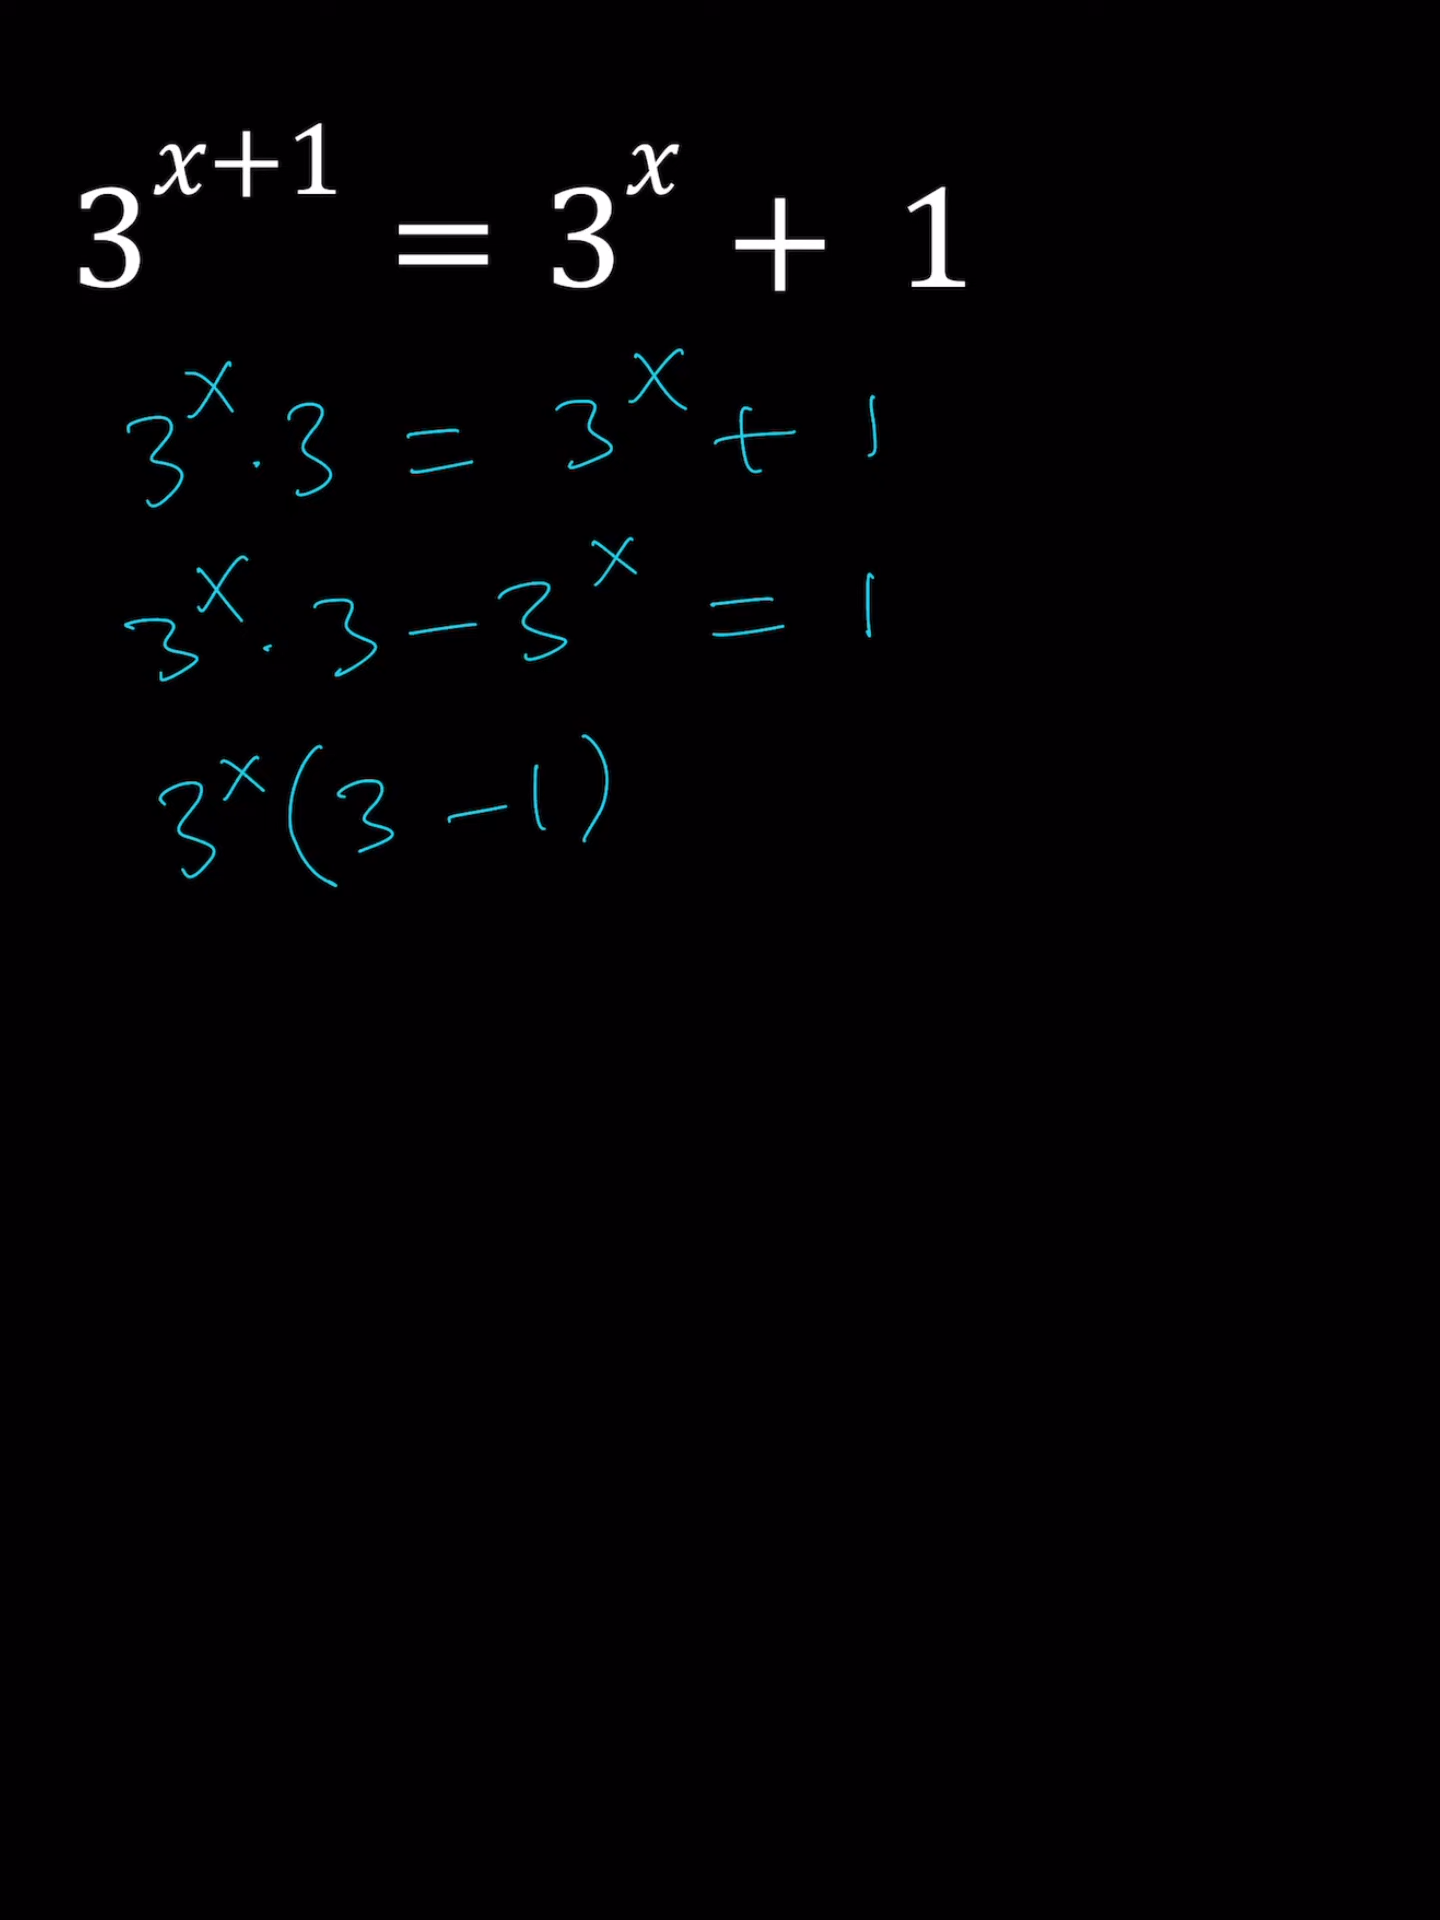 3^{x+1} = 3^x + 1
3^x · 3 = 3^x + 1
3^x · 3 − 3^x = 1
3^x (3 − 1)